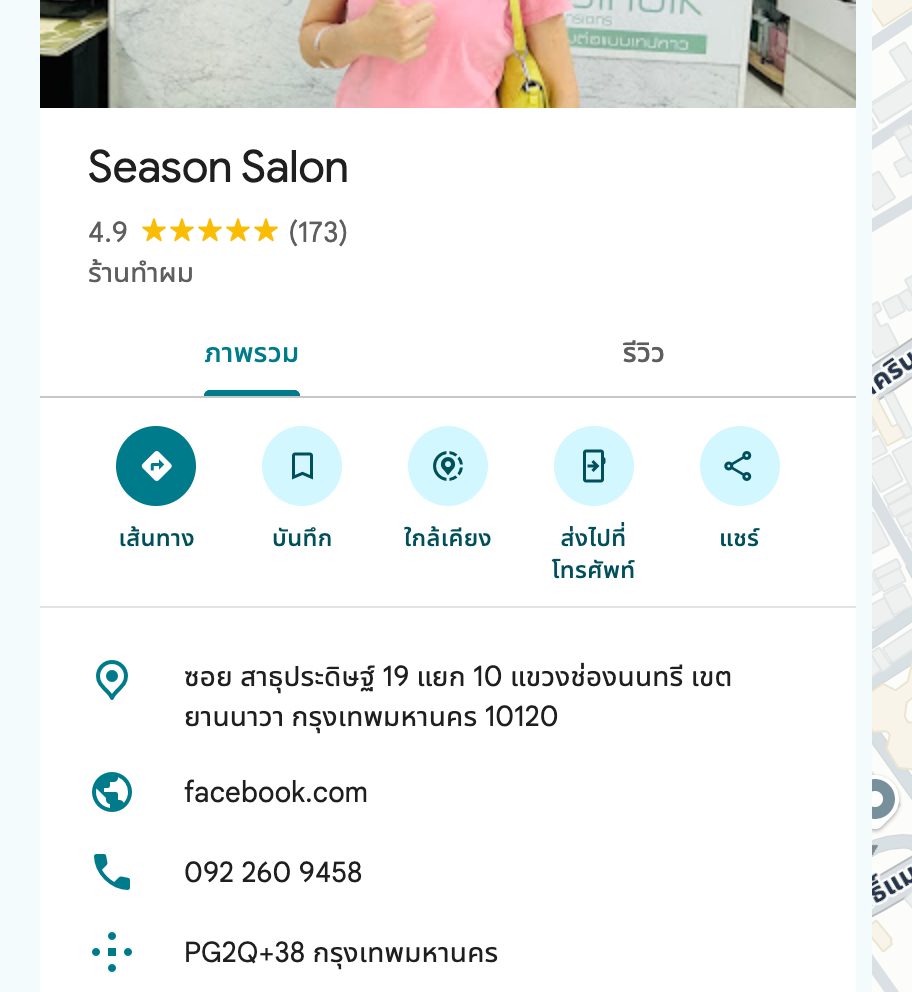 Season Salon
4.9 (173)
ร้านทำผม
ภาพรวม
รีวิว
เส้นทาง
บันทึก
ใกล้เคียง
ส่งไปที่
โทรศัพท์
แชร์
ซอย สาธุประดิษฐ์ 19 แยก 10 แขวงช่องนนทรี เขต
ยานนาวา กรุงเทพมหานคร 10120
facebook.com
092 260 9458
PG2Q+38 กรุงเทพมหานคร